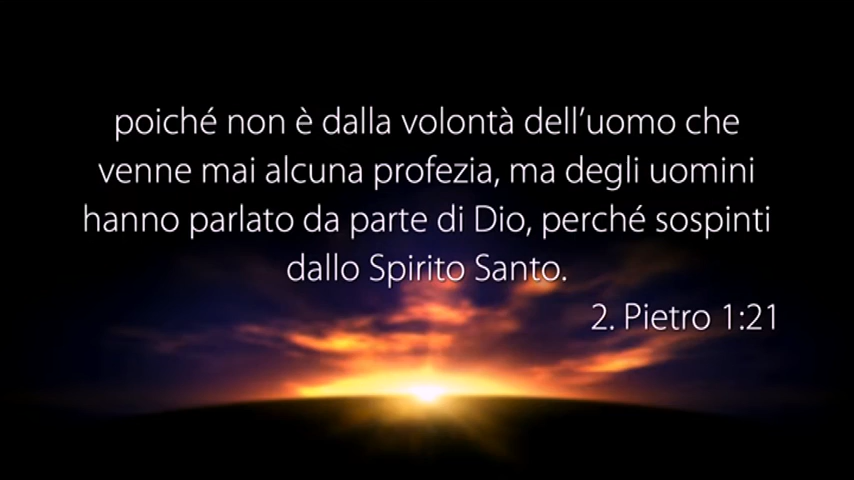 poiché non è dalla volontà dell'uomo che
venne mai alcuna profezia, ma degli uomini
hanno parlato da parte di Dio, perché sospinti
dallo Spirito Santo.
2. Pietro 1:21